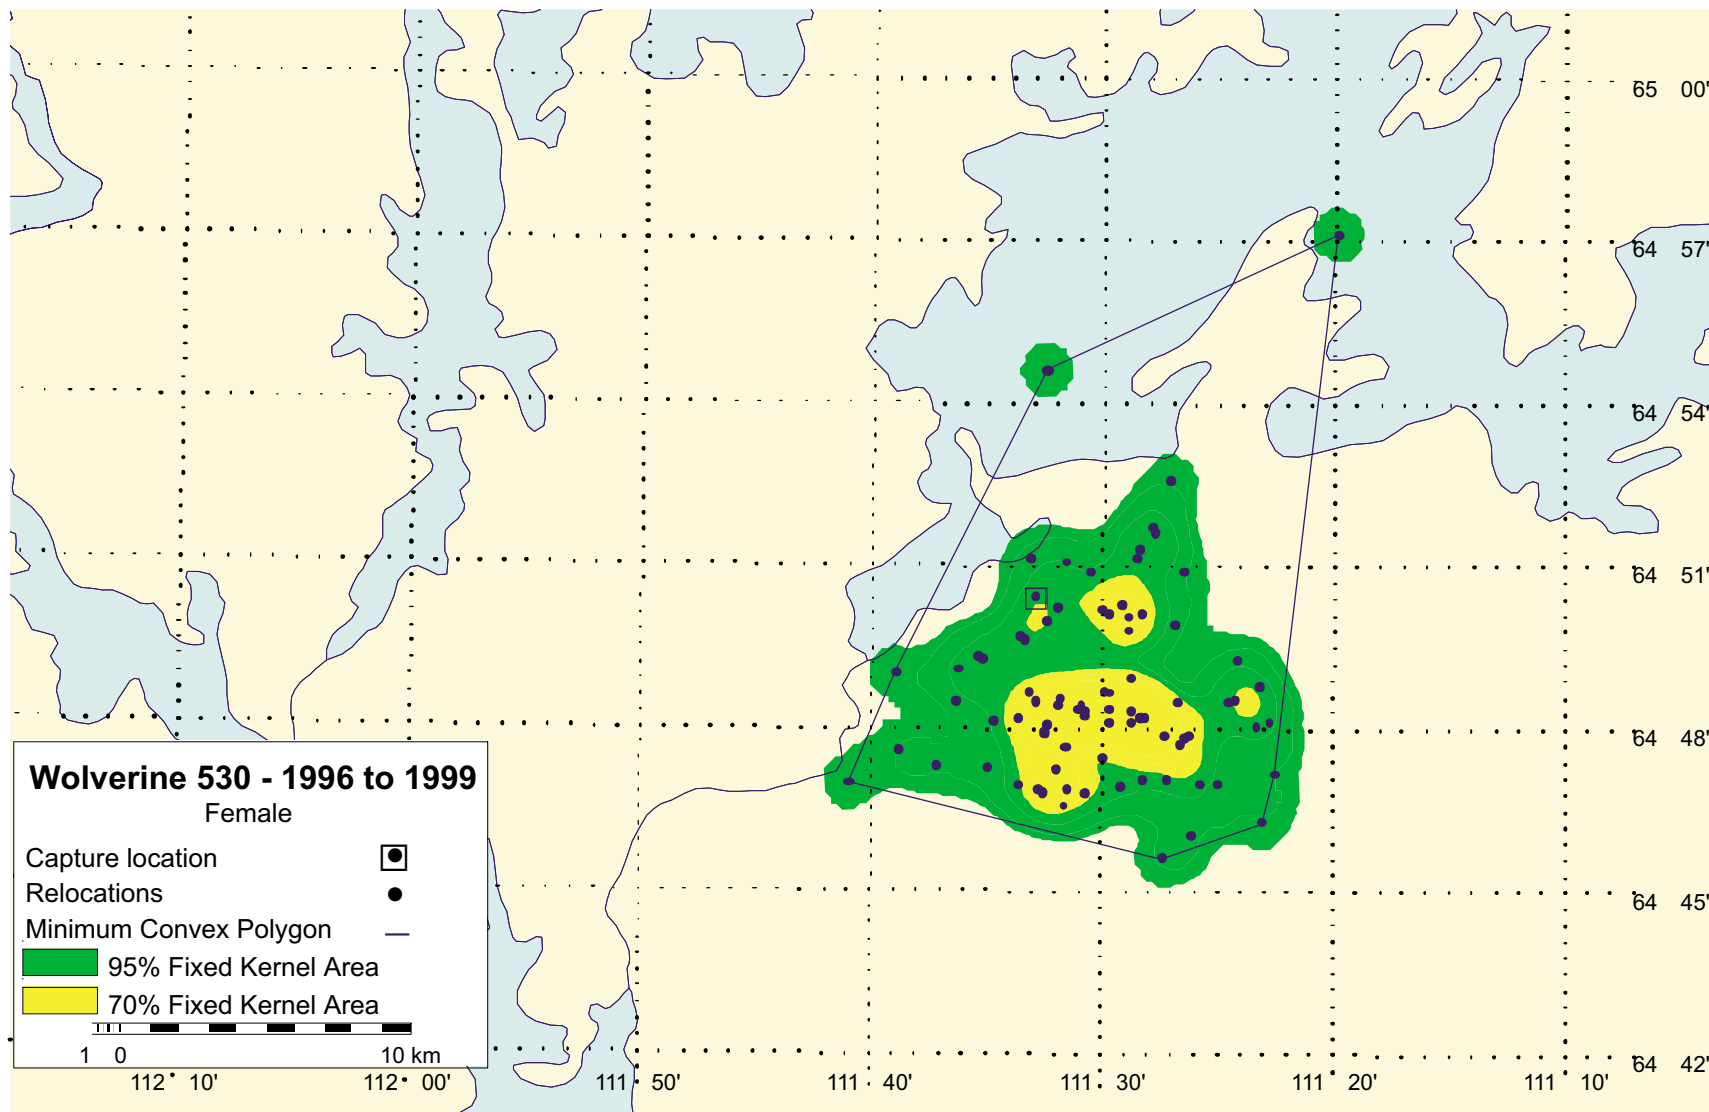 65 00'
64 57'
64 54'
64 51'
64 48'
64 45'
64 42'
Wolverine 530 - 1996 to 1999
Female
Capture location
Relocations
Minimum Convex Polygon
95% Fixed Kernel Area
70% Fixed Kernel Area
1 0 10 km
112 10' 112 00' 111 50' 111 40' 111 30' 111 20' 111 10'